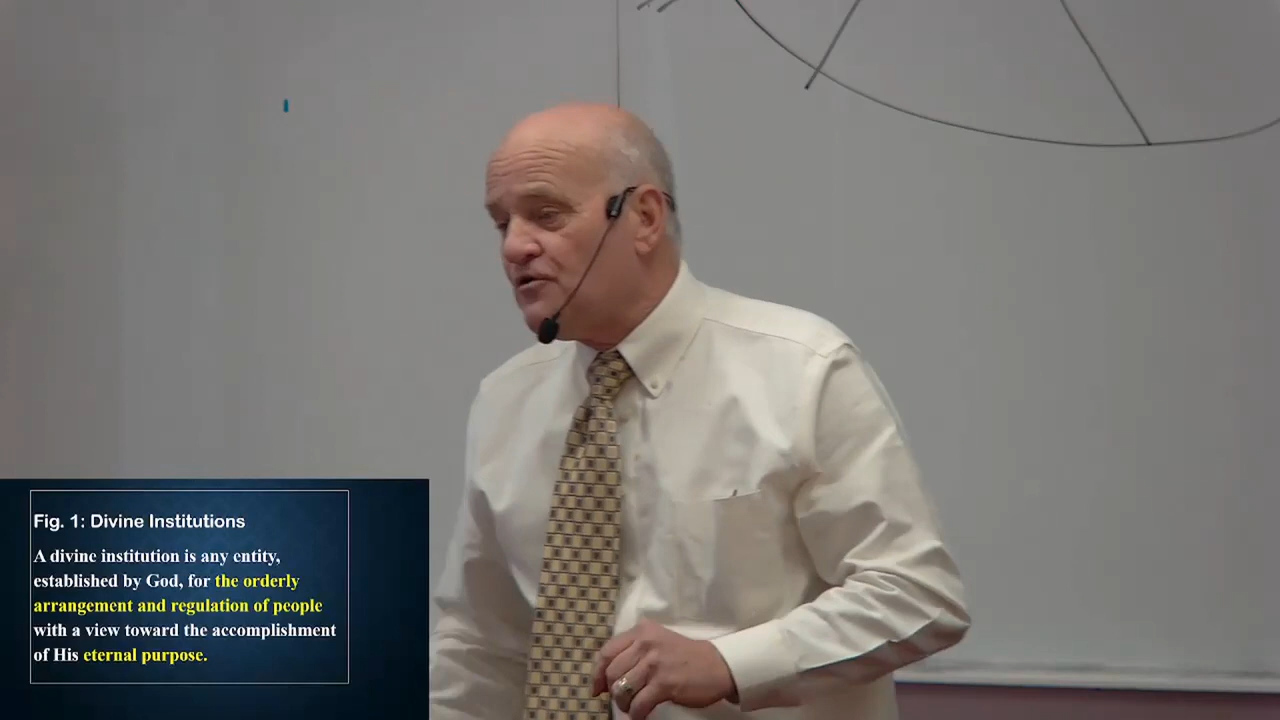 Fig. 1: Divine Institutions
A divine institution is any entity,
established by God, for the orderly
arrangement and regulation of people
with a view toward the accomplishment
of His eternal purpose.